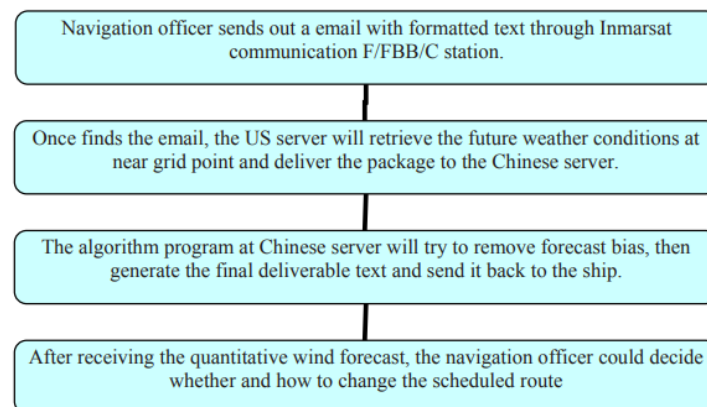 Navigation officer sends out a email with formatted text through Inmarsat
communication F/FBB/C station.
Once finds the email, the US server will retrieve the future weather conditions at
near grid point and deliver the package to the Chinese server.
The algorithm program at Chinese server will try to remove forecast bias, then
generate the final deliverable text and send it back to the ship.
After receiving the quantitative wind forecast, the navigation officer could decide
whether and how to change the scheduled route